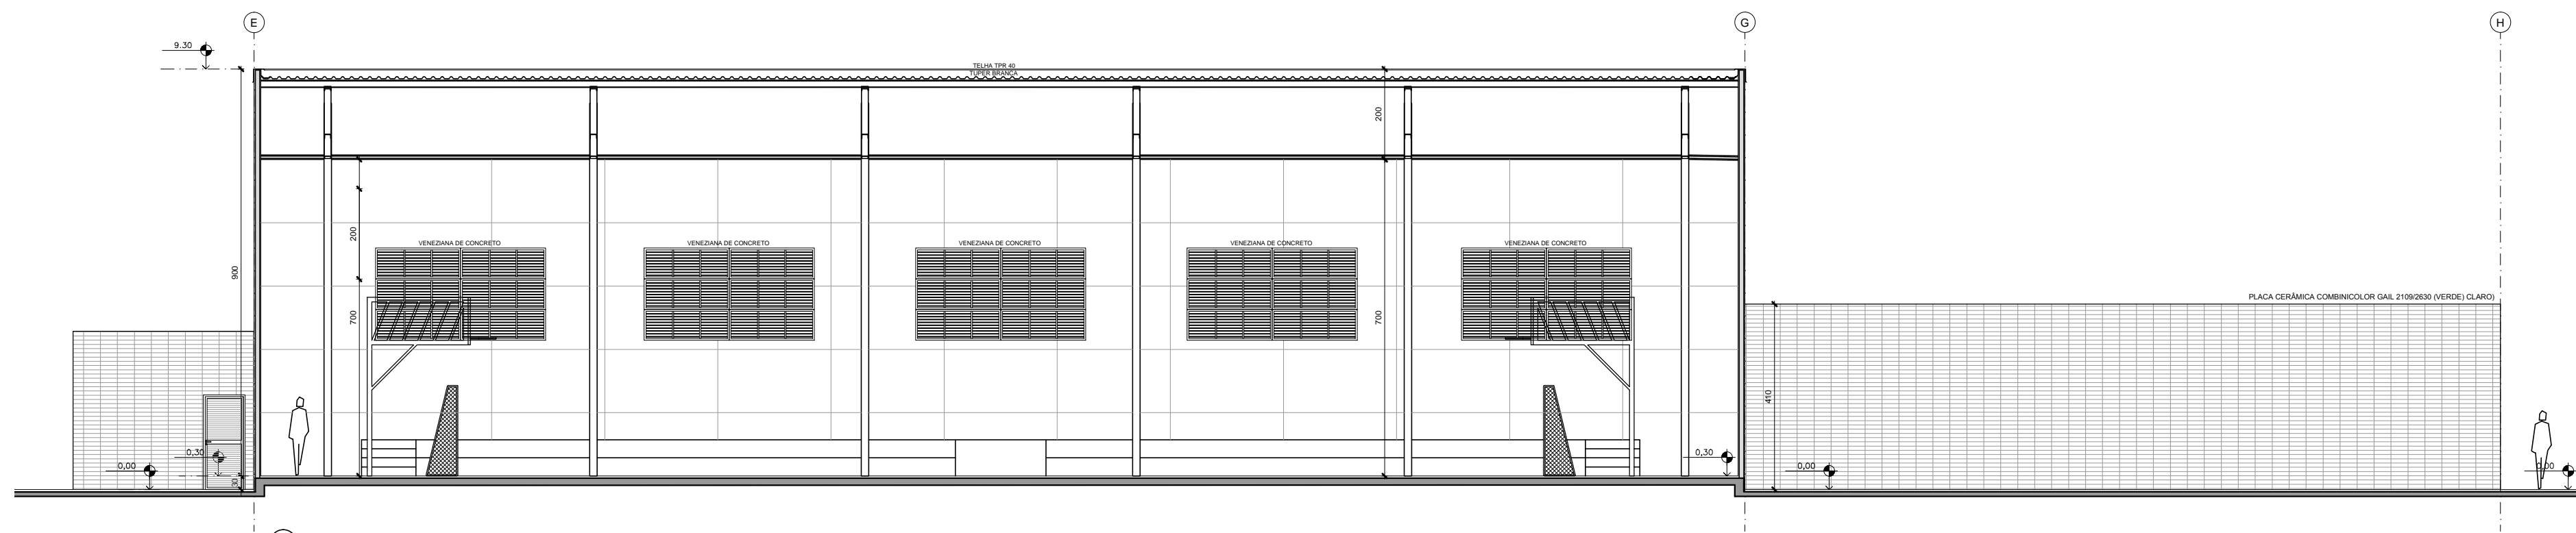 E
G
H
9.30
TELHA TPR 40
TUPER BRANCA
200
200
VENEZIANA DE CONCRETO
VENEZIANA DE CONCRETO
VENEZIANA DE CONCRETO
VENEZIANA DE CONCRETO
VENEZIANA DE CONCRETO
900
PLACA CERÂMICA COMBINICOLOR GAIL 2109/2630 (VERDE) CLARO)
700
700
410
0,30
0,30
0,00
0,00
0,00
30